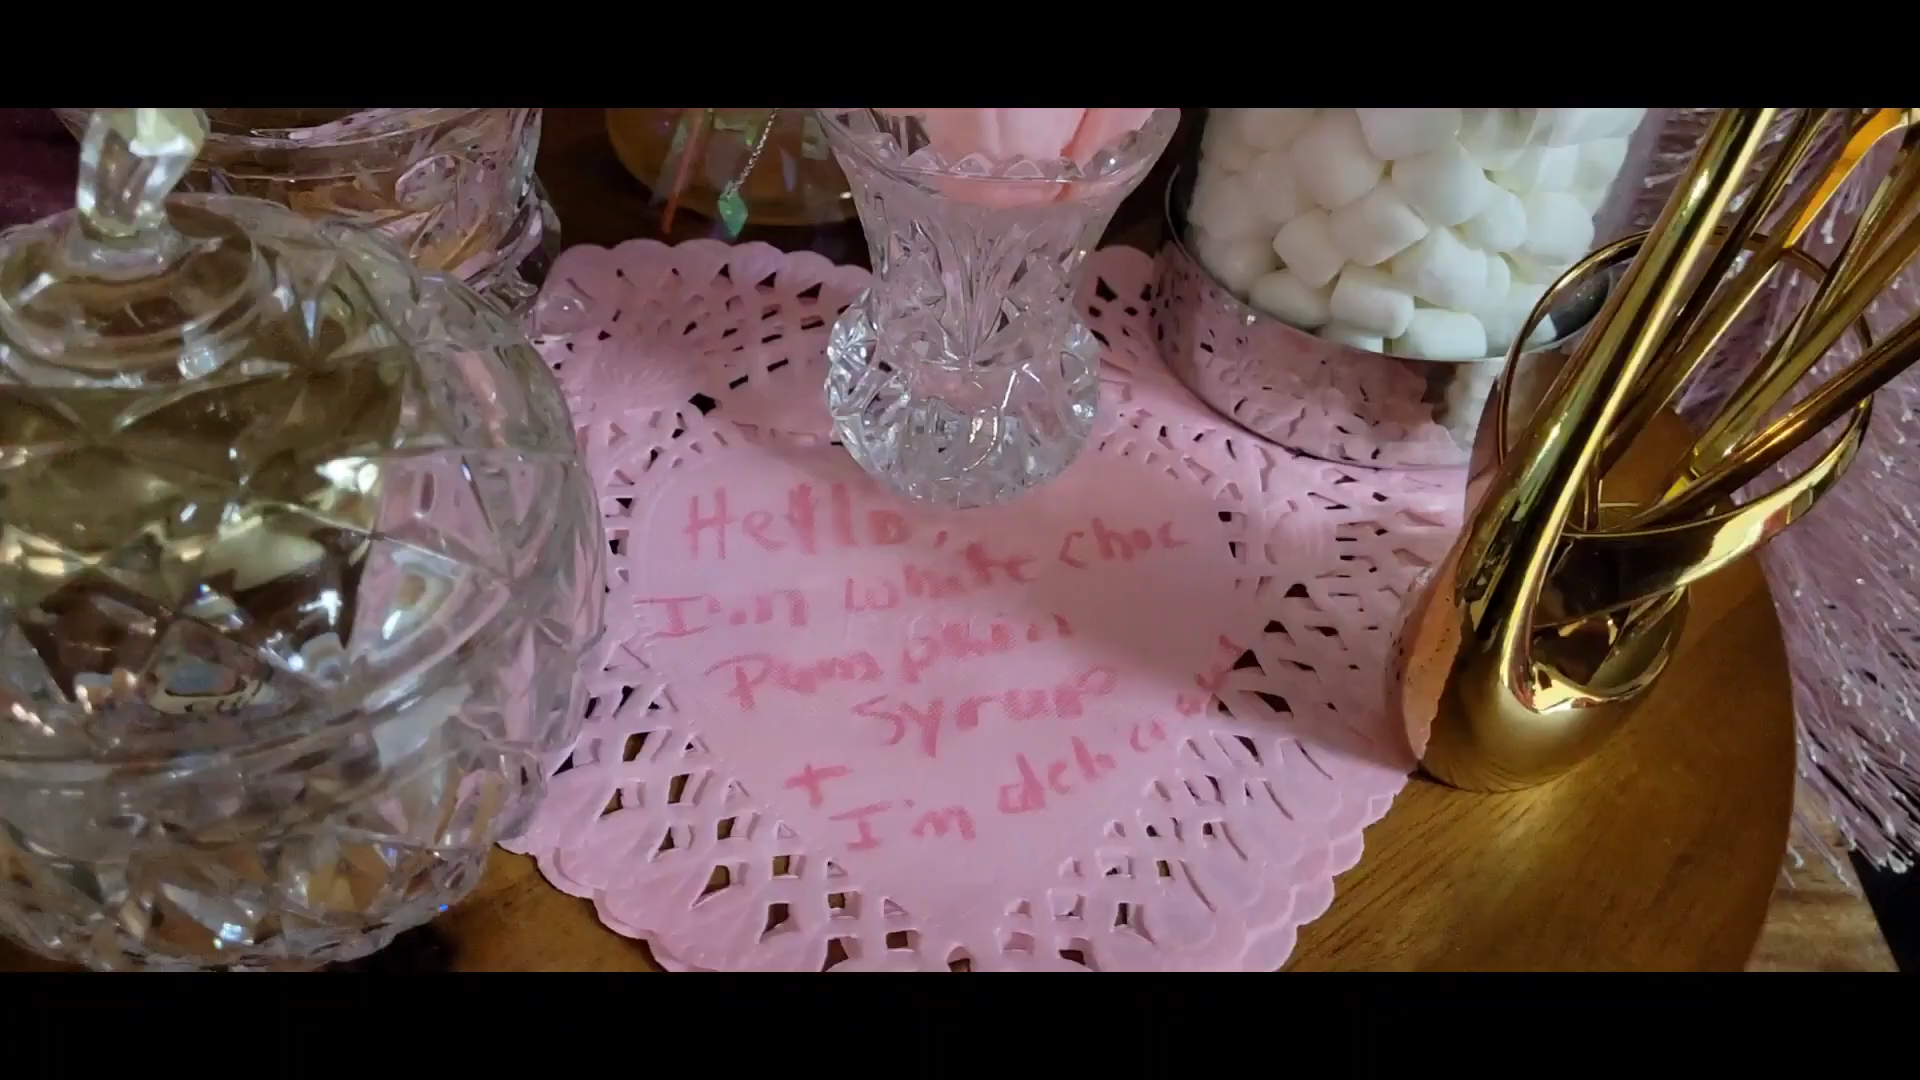 Hello,
I'm white choc
Pumpkin
Syrup
+
I'm delicious